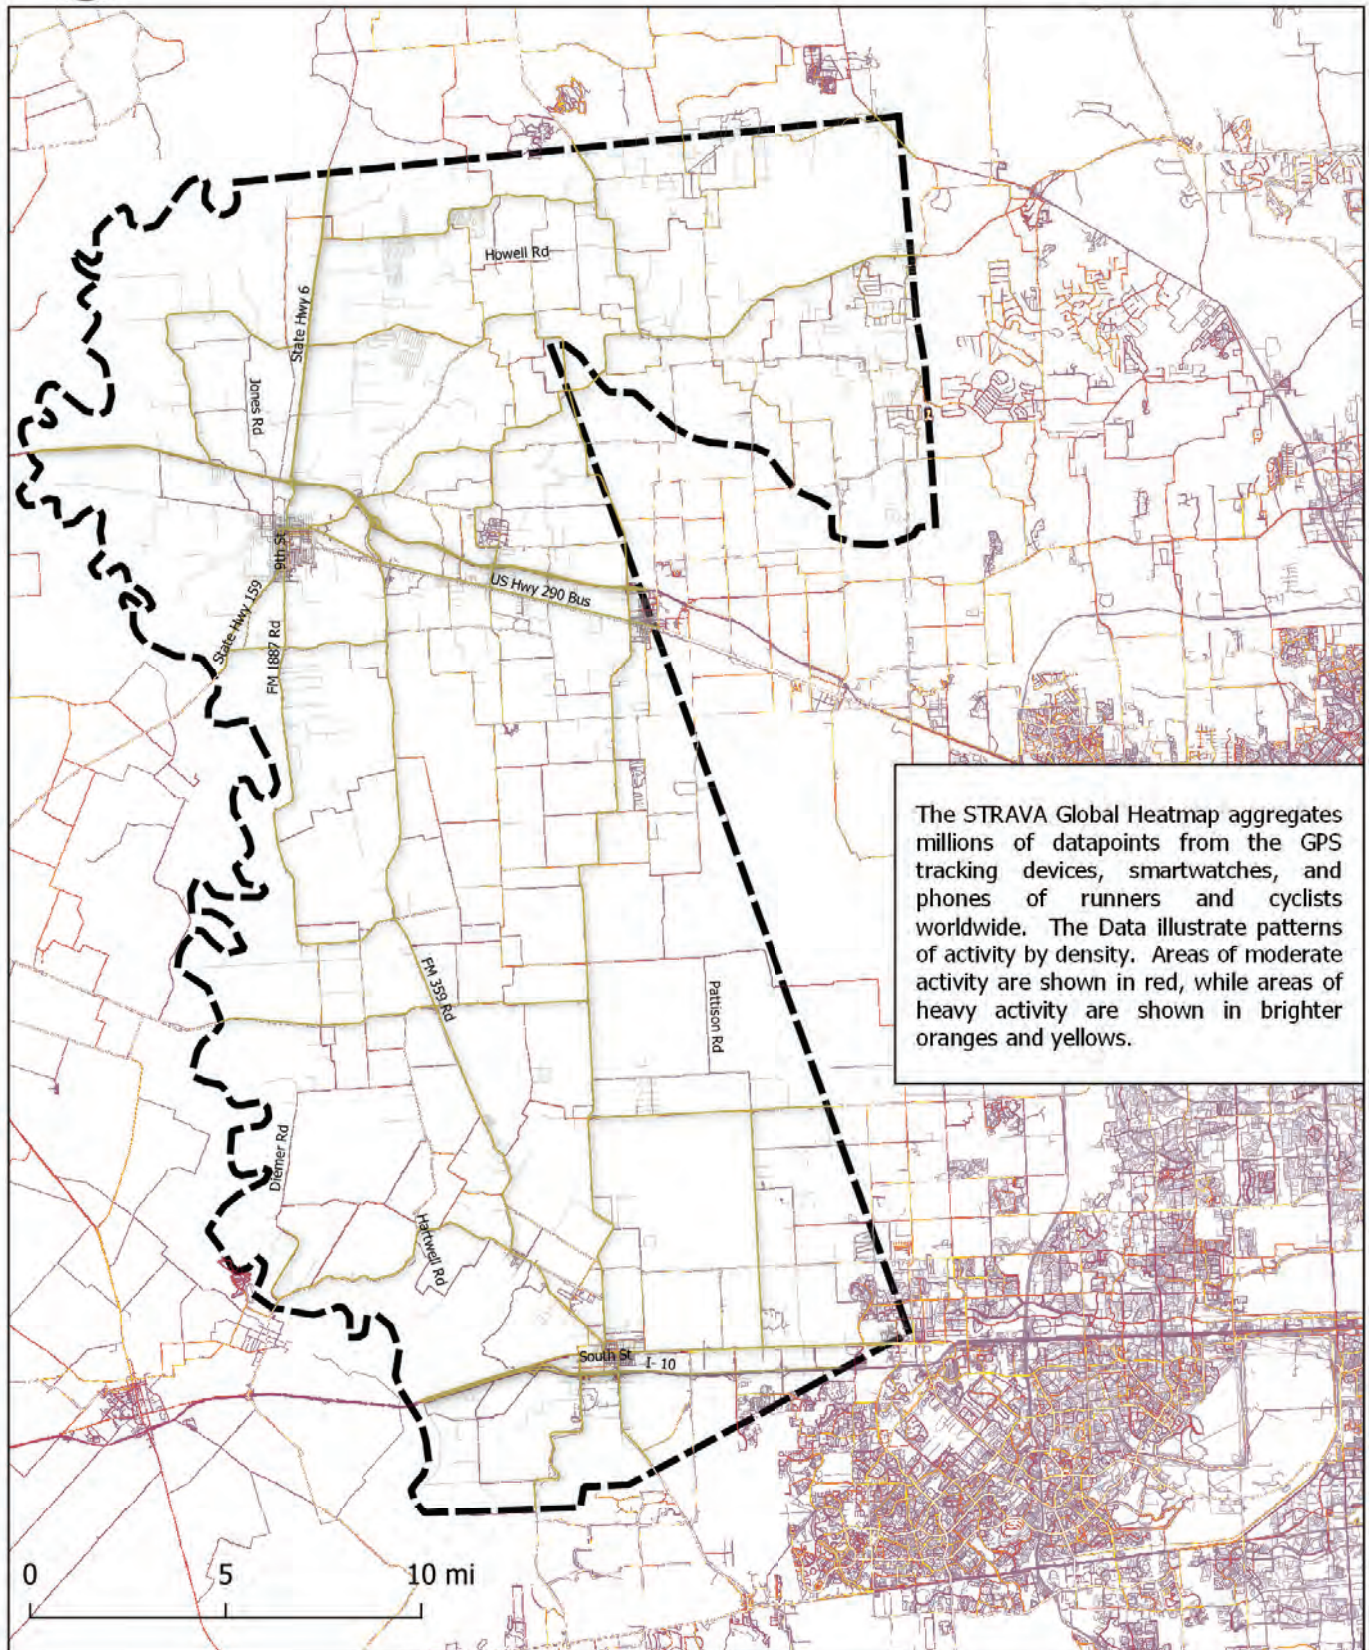 Howell Rd
State Hwy 6
Jones Rd
9th St
US Hwy 290 Bus
State Hwy 159
FM 1887 Rd
The STRAVA Global Heatmap aggregates
millions of datapoints from the GPS
tracking devices, smartwatches, and
phones of runners and cyclists
worldwide. The Data illustrate patterns
of activity by density. Areas of moderate
activity are shown in red, while areas of
heavy activity are shown in brighter
oranges and yellows.
FM 359 Rd
Pattison Rd
Diemer Rd
Hartwell Rd
South St
I- 10
0 5 10 mi